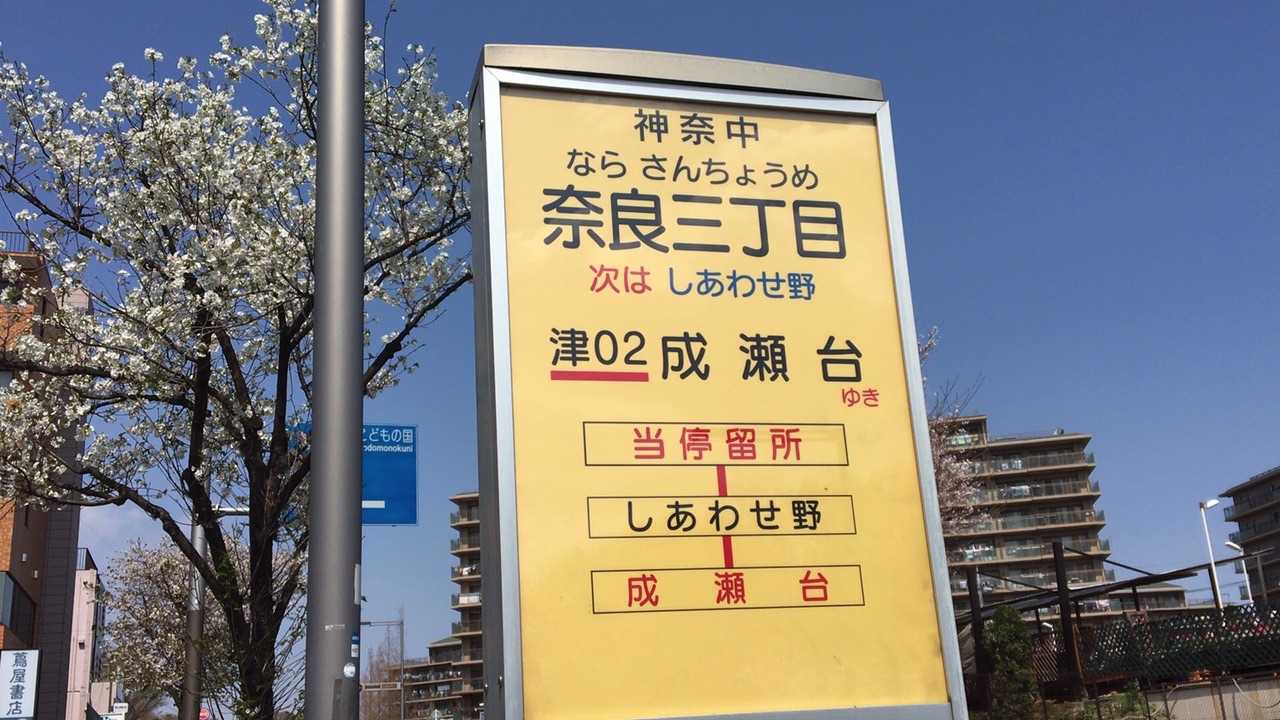 神奈中
なら さんちょうめ
奈良三丁目
次は しあわせ野
津02 成瀬台
ゆき
当停留所
しあわせ野
成瀬台
こどもの国
odomonokuni
蔦屋書店